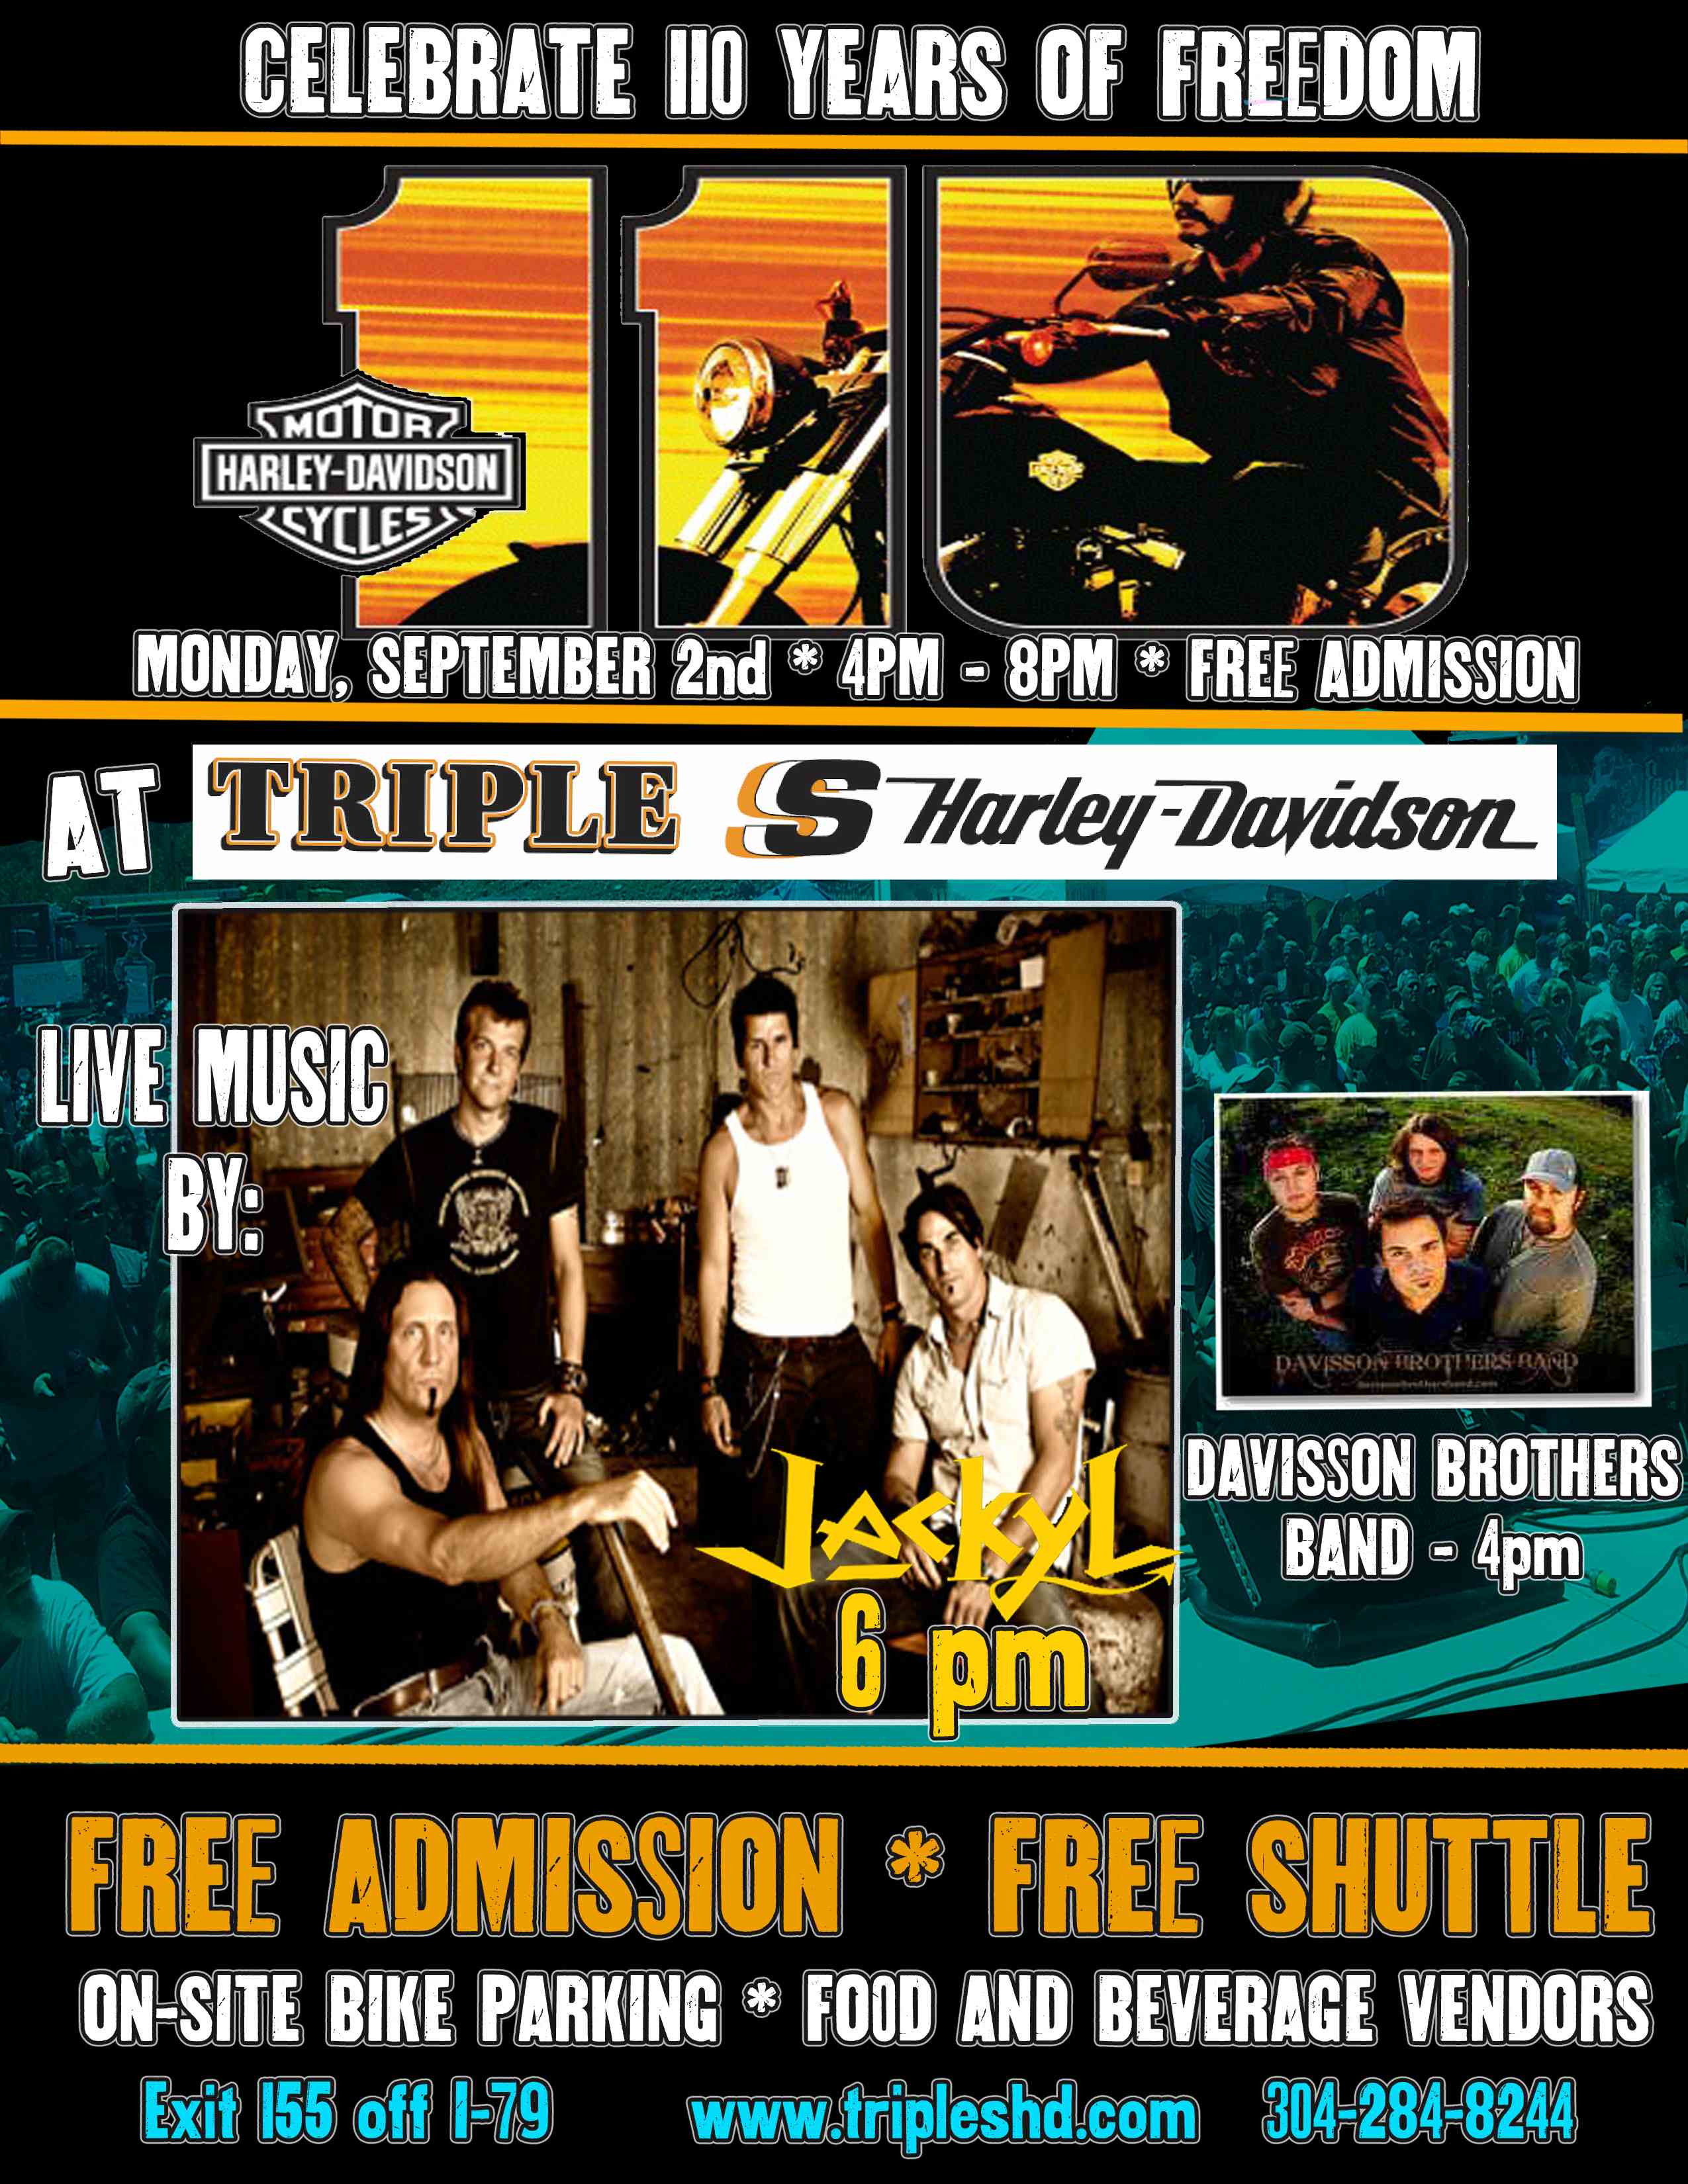 CELEBRATE 110 YEARS OF FREEDOM
110
MOTOR
HARLEY-DAVIDSON
CYCLES
MONDAY, SEPTEMBER 2nd * 4PM - 8PM * FREE ADMISSION
AT TRIPLE S Harley-Davidson
LIVE MUSIC
BY:
Jackyl
6 pm
DAVISSON BROTHERS BAND
DAVISSON BROTHERS
BAND - 4pm
FREE ADMISSION * FREE SHUTTLE
ON-SITE BIKE PARKING * FOOD AND BEVERAGE VENDORS
Exit 155 off I-79 www.tripleshd.com 304-284-8244